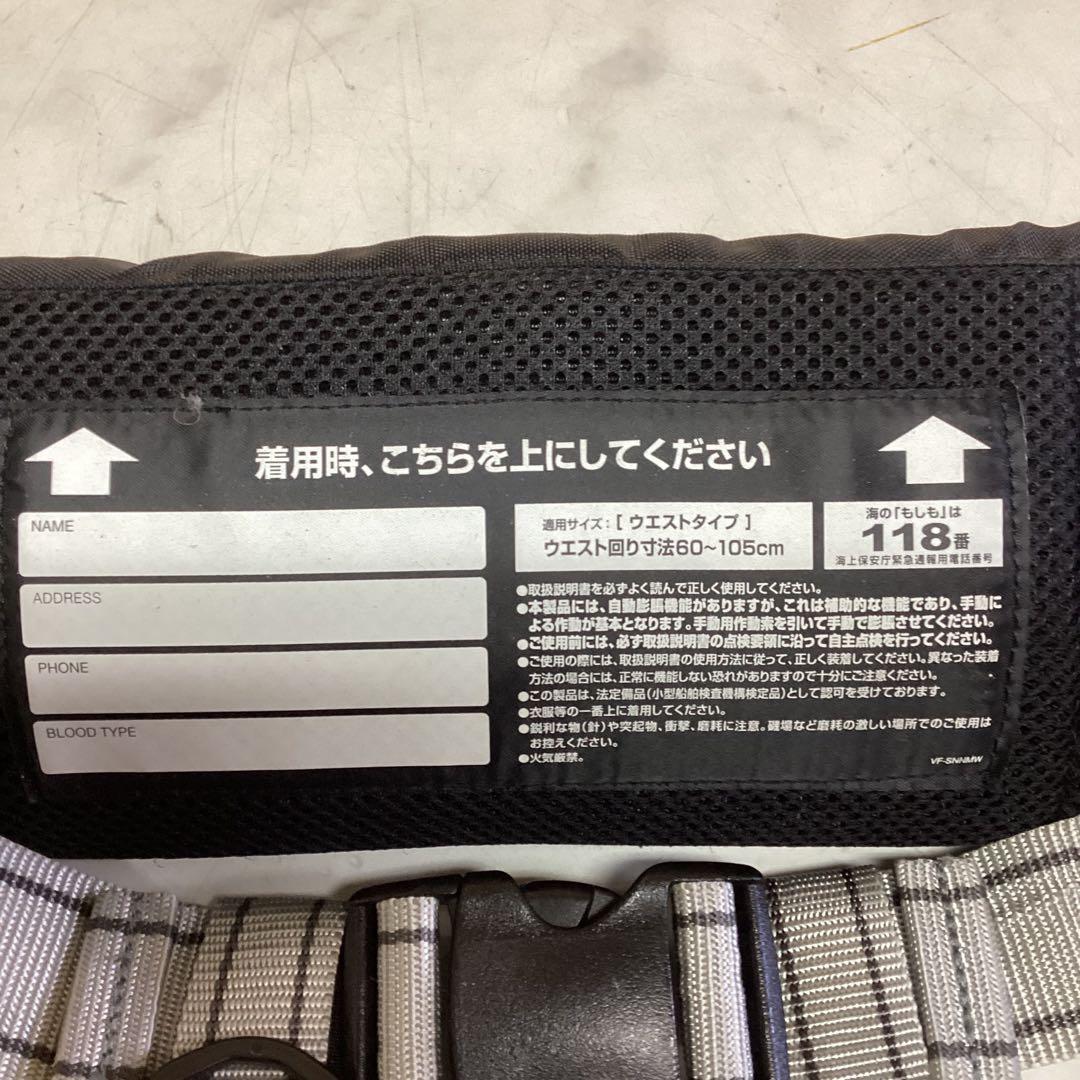 着用時、こちらを上にしてください
NAME
ADDRESS
PHONE
BLOOD TYPE
適用サイズ:[ウエストタイプ]
ウエスト回り寸法60〜105cm
海の「もしも」は
118番
海上保安庁緊急通報用電話番号
●取扱説明書を必ずよく読んで正しく使用してください。
●本製品には、自動膨脹機能がありますが、これは補助的な機能であり、手動に
よる作動が基本となります。手動用作動索を引いて手動で膨脹させてください。
●ご使用前には、必ず取扱説明書の点検要領に沿って自主点検を行ってください。
●ご使用の際には、取扱説明書の使用方法に従って、正しく装着してください。異なった装着
方法の場合には、正常に機能しない恐れがありますので十分にご注意ください。
●この製品は、法定備品(小型船舶検査機構検定品)として認可を受けております。
●衣服等の一番上に着用してください。
●鋭利な物(針)や突起物、衝撃、磨耗に注意。磯場など磨耗の激しい場所でのご使用は
お控えください。
●火気厳禁。
VF-SNNMW